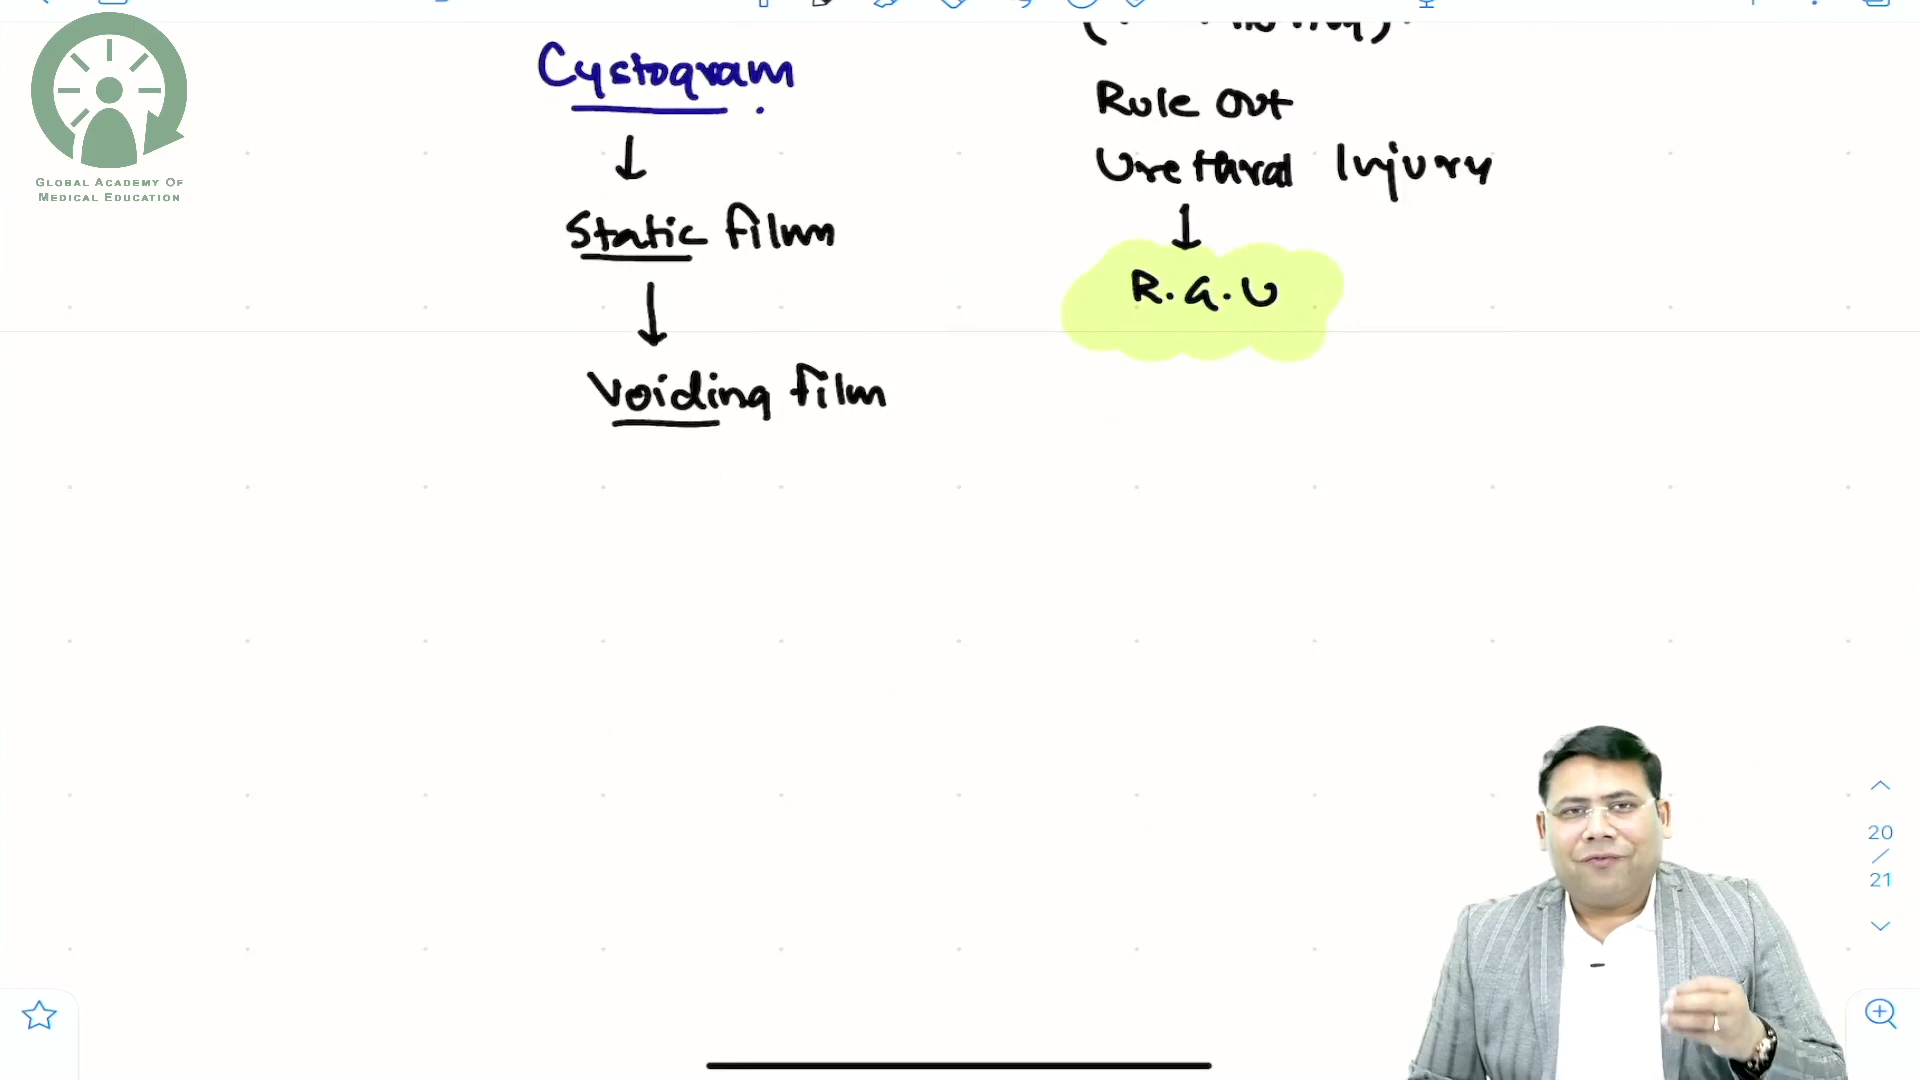 GLOBAL ACADEMY OF
MEDICAL EDUCATION
Cystogram
↓
Static film
↓
Voiding film
Rule out
Urethral Injury
↓
R.G.U
20
/
21